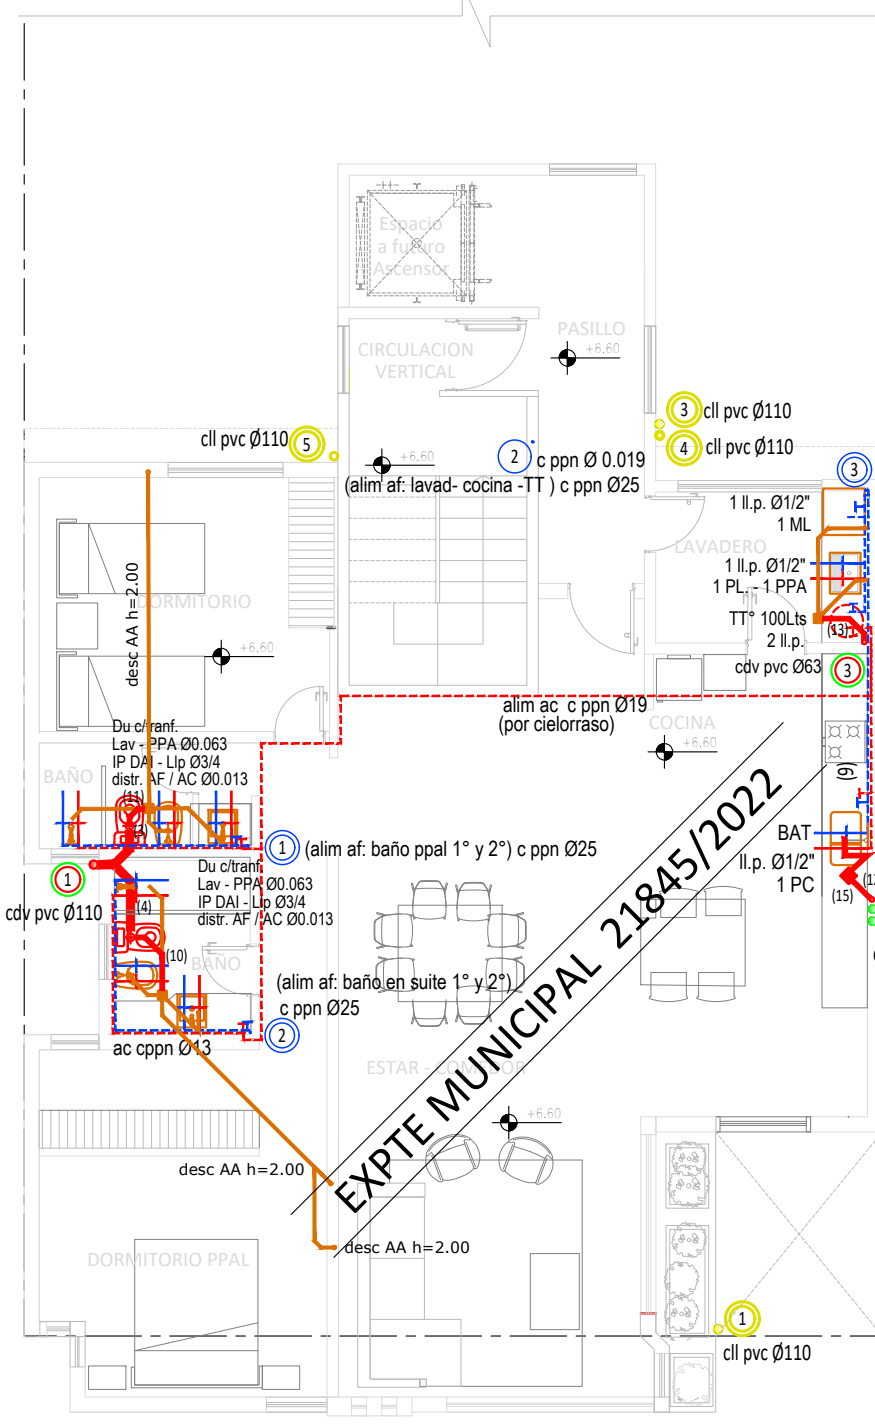 Espacio
a futuro
Ascensor
PASILLO
+6.60
CIRCULACION
VERTICAL
3
cll pvc Ø110
4
cll pvc Ø110
cll pvc Ø110
5
+6.60
2
c ppn Ø 0.019
(alim af: lavad- cocina -TT ) c ppn Ø25
3
1 ll.p. Ø1/2"
1 ML
LAVADERO
1 ll.p. Ø1/2"
1 PL. - 1 PPA
TT° 100Lts
2 ll.p.
(13)
cdv pvc Ø63
3
desc AA h=2.00
DORMITORIO
+6.60
alim ac c ppn Ø19
(por cielorraso)
COCINA
+6.60
Du c/tranf.
Lav - PPA Ø0.063
IP DAI - Llp Ø3/4
distr. AF / AC Ø0.013
BAÑO
(11)
(3)
(9)
1
(alim af: baño ppal 1° y 2°) c ppn Ø25
BAT
ll.p. Ø1/2"
1 PC
(15)
1
cdv pvc Ø110
Du c/tranf.
Lav - PPA Ø0.063
IP DAI - Llp Ø3/4
distr. AF / AC Ø0.013
(4)
(10)
BAÑO
(alim af: baño en suite 1° y 2°)
c ppn Ø25
2
ac cppn Ø13
EXPTE MUNICIPAL 21845/2022
ESTAR - COMEDOR
+6.60
desc AA h=2.00
desc AA h=2.00
DORMITORIO PPAL
1
cll pvc Ø110